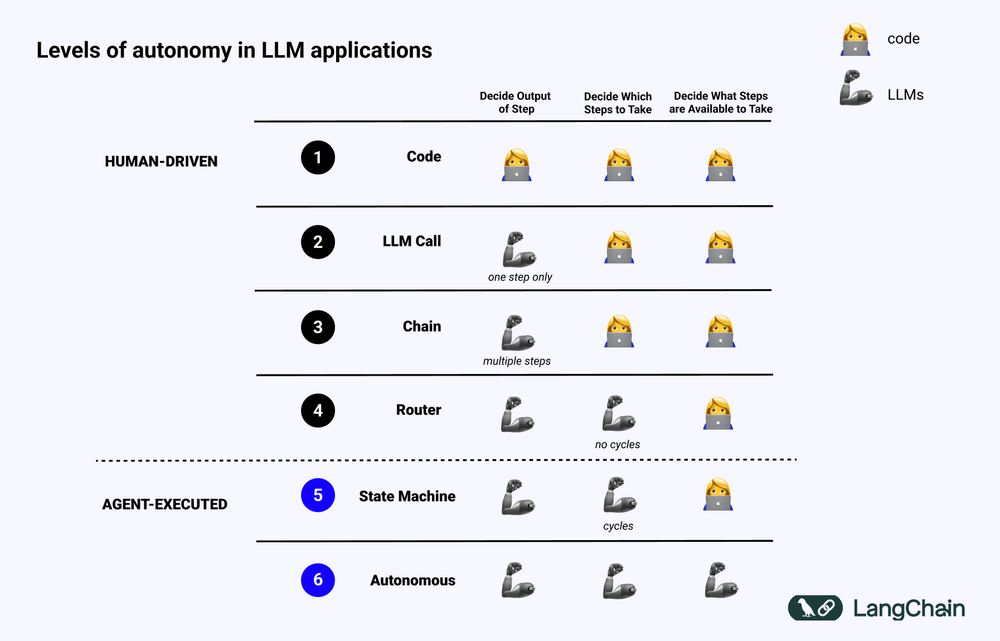 Levels of autonomy in LLM applications
code
LLMs
Decide Output
of Step
Decide Which
Steps to Take
Decide What Steps
are Available to Take
HUMAN-DRIVEN
1
Code
2
LLM Call
one step only
3
Chain
multiple steps
4
Router
no cycles
AGENT-EXECUTED
5
State Machine
cycles
6
Autonomous
LangChain